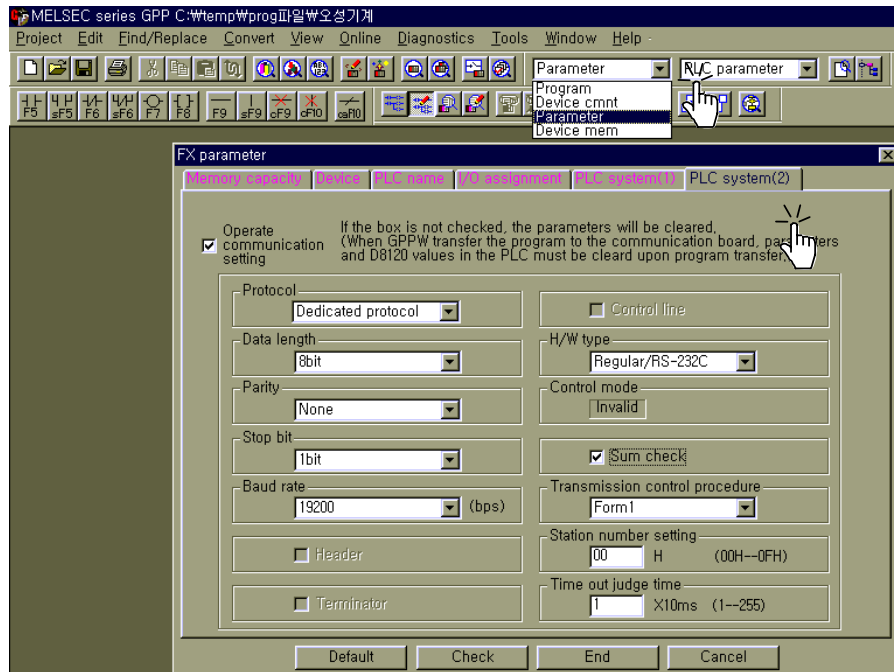 MELSEC series GPP C:₩temp₩prog파일₩오성기계
Project Edit Find/Replace Convert View Online Diagnostics Tools Window Help -
Parameter
PLC parameter
Program
Device cmnt
Parameter
Device mem
F5 sF5 F6 sF6 F7 F8 F9 sF9 cF9 cF10 caF10
FX parameter
Memory capacity Device PLC name I/O assignment PLC system(1) PLC system(2)
Operate
communication
setting
If the box is not checked, the parameters will be cleared,
(When GPPW transfer the program to the communication board, parameters
and D8120 values in the PLC must be cleard upon program transfer,
Protocol
Dedicated protocol
Control line
Data length
8bit
H/W type
Regular/RS-232C
Parity
None
Control mode
Invalid
Stop bit
1bit
Sum check
Baud rate
19200 (bps)
Transmission control procedure
Form1
Header
Station number setting
00 H (00H--0FH)
Terminator
Time out judge time
1 X10ms (1--255)
Default Check End Cancel